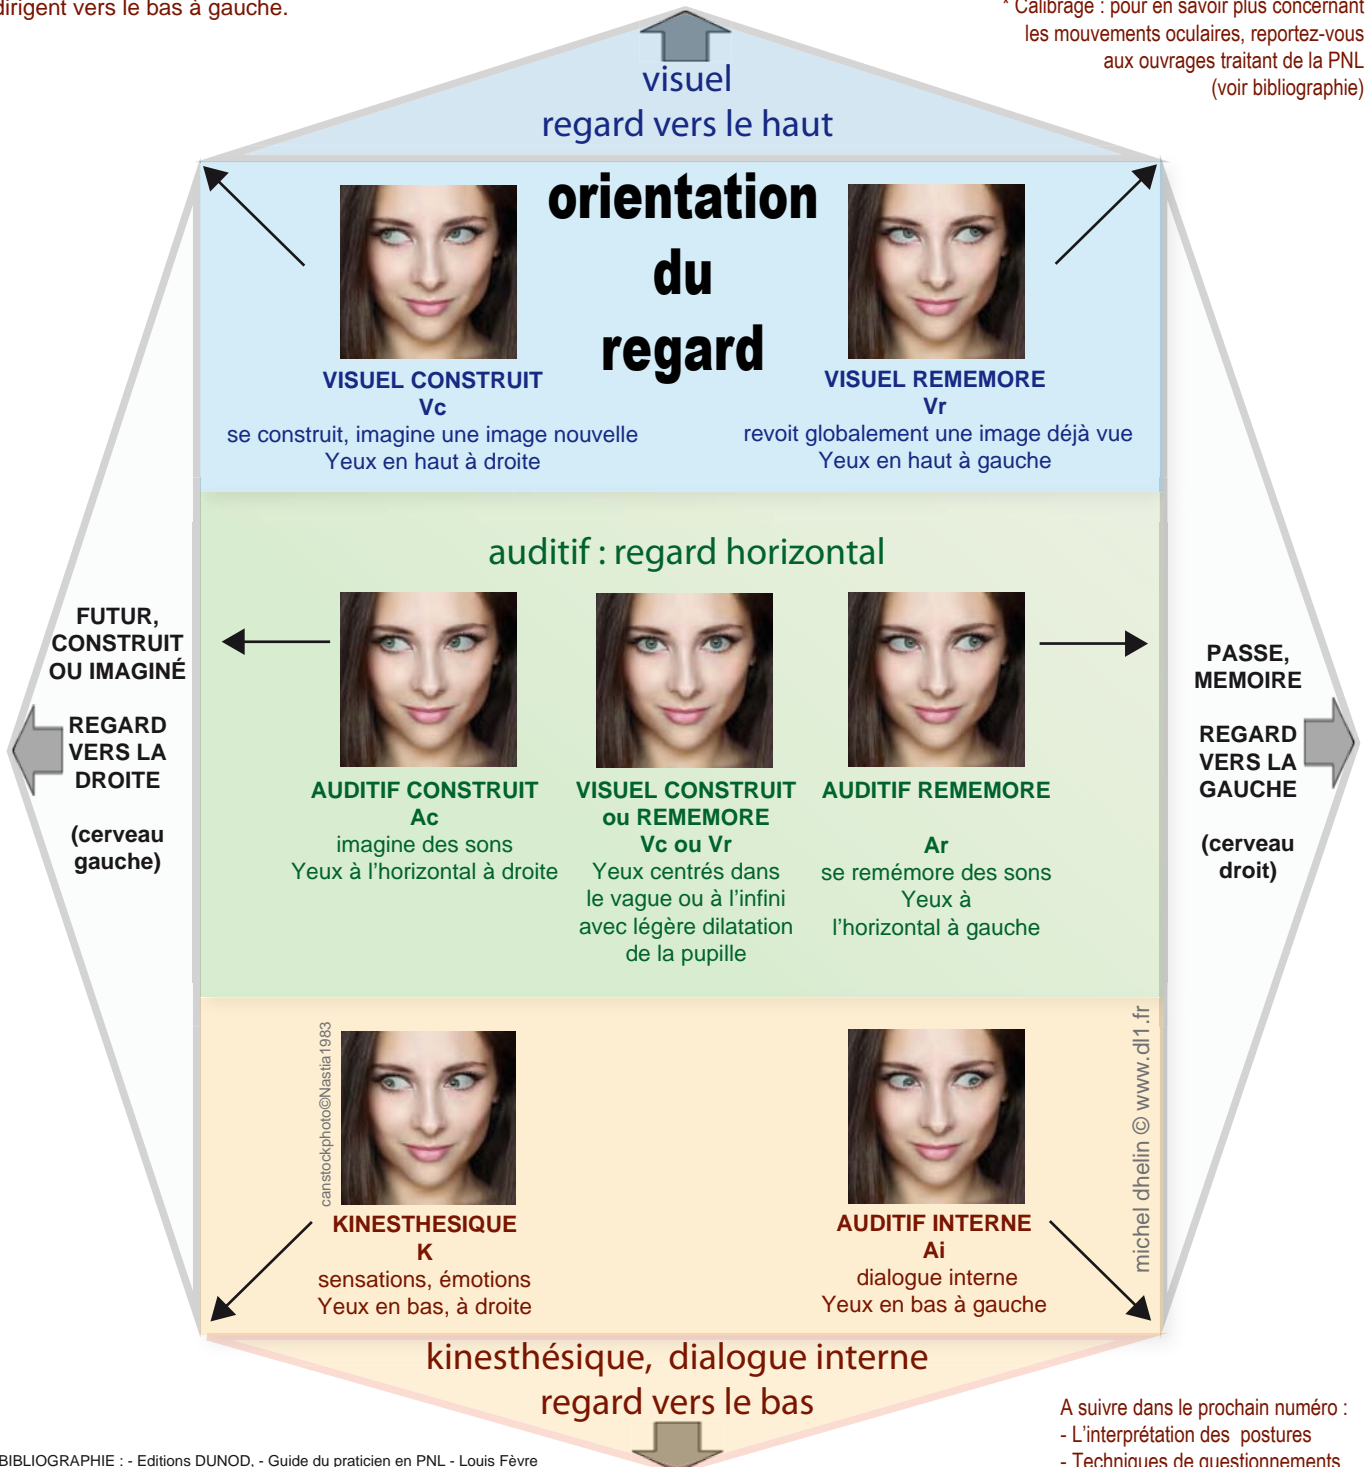 dirigent vers le bas à gauche.
* Calibrage : pour en savoir plus concernant
les mouvements oculaires, reportez-vous
aux ouvrages traitant de la PNL
(voir bibliographie)
visuel
regard vers le haut
orientation
du
regard
VISUEL CONSTRUIT
Vc
se construit, imagine une image nouvelle
Yeux en haut à droite
VISUEL REMEMORE
Vr
revoit globalement une image déjà vue
Yeux en haut à gauche
auditif : regard horizontal
FUTUR,
CONSTRUIT
OU IMAGINÉ
REGARD
VERS LA
DROITE
(cerveau
gauche)
AUDITIF CONSTRUIT
Ac
imagine des sons
Yeux à l'horizontal à droite
VISUEL CONSTRUIT
ou REMEMORE
Vc ou Vr
Yeux centrés dans
le vague ou à l'infini
avec légère dilatation
de la pupille
AUDITIF REMEMORE
Ar
se remémore des sons
Yeux à
l'horizontal à gauche
PASSE,
MEMOIRE
REGARD
VERS LA
GAUCHE
(cerveau
droit)
canstockphoto©Nastia1983
michel dhelin © www.dl1.fr
KINESTHESIQUE
K
sensations, émotions
Yeux en bas, à droite
AUDITIF INTERNE
Ai
dialogue interne
Yeux en bas à gauche
kinesthésique, dialogue interne
regard vers le bas
A suivre dans le prochain numéro :
- L'interprétation des postures
- Techniques de questionnements
BIBLIOGRAPHIE : - Editions DUNOD, - Guide du praticien en PNL - Louis Fèvre